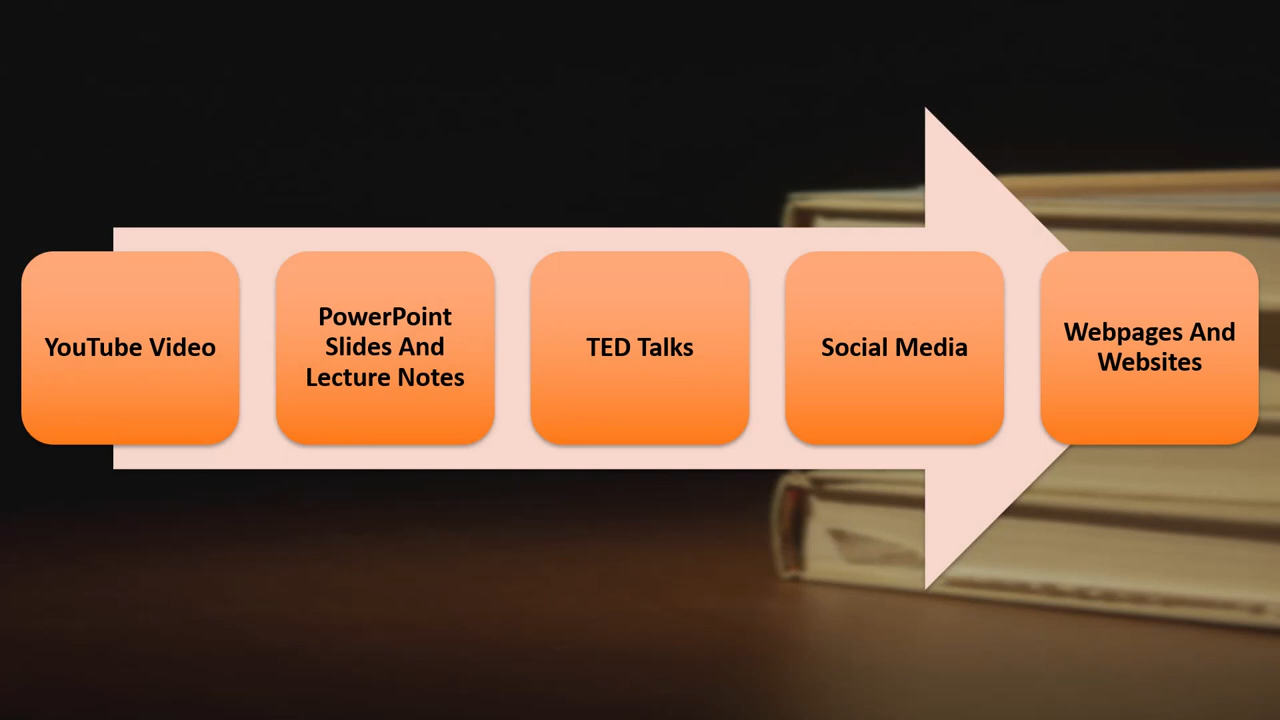 YouTube Video
PowerPoint
Slides And
Lecture Notes
TED Talks
Social Media
Webpages And
Websites